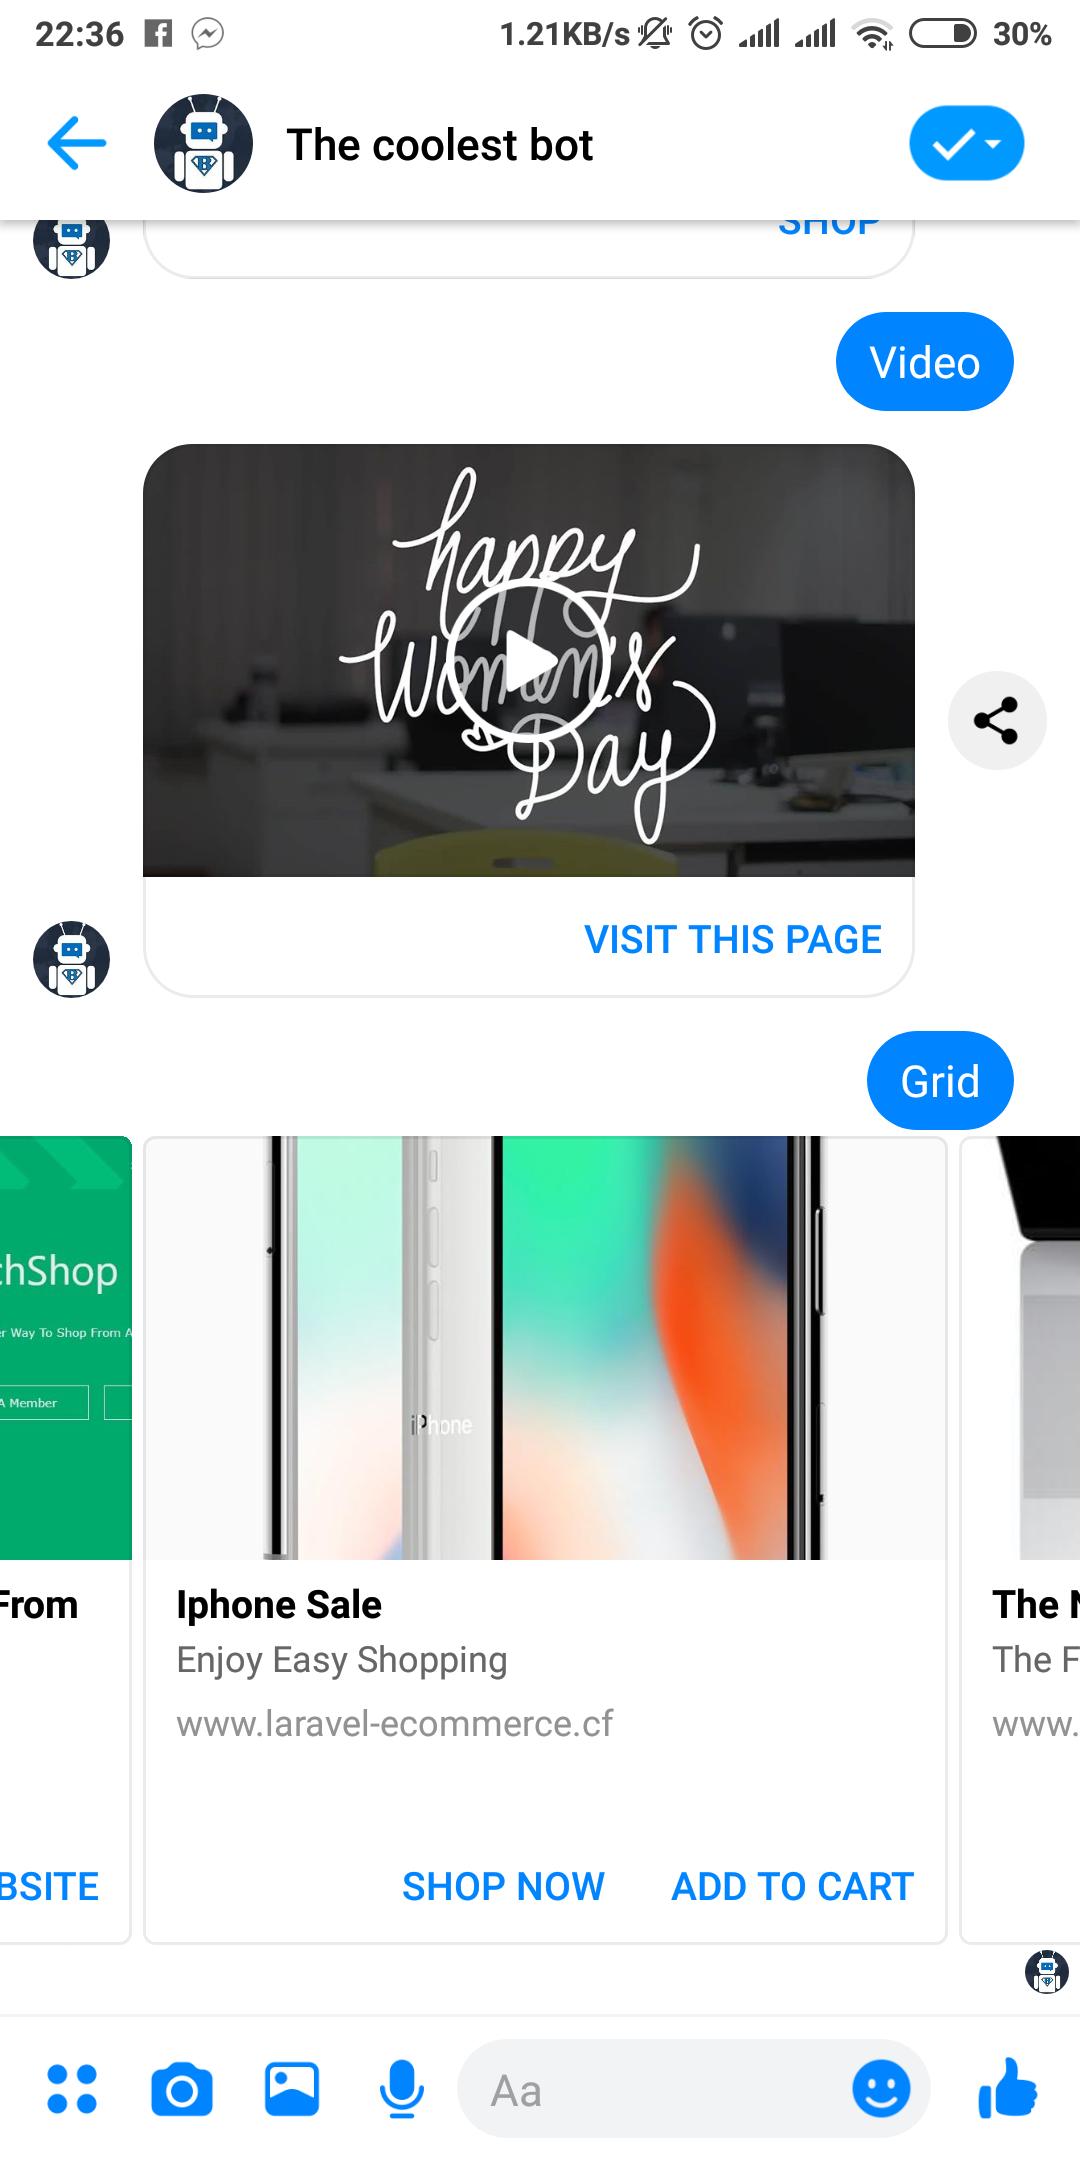 22:36
1.21KB/s
30%
The coolest bot
SHOP
Video
happy
Women's
Day
VISIT THIS PAGE
Grid
chShop
er Way To Shop From A
A Member
iPhone
From
BSITE
Iphone Sale
Enjoy Easy Shopping
www.laravel-ecommerce.cf
SHOP NOW
ADD TO CART
The
The F
www.
Aa